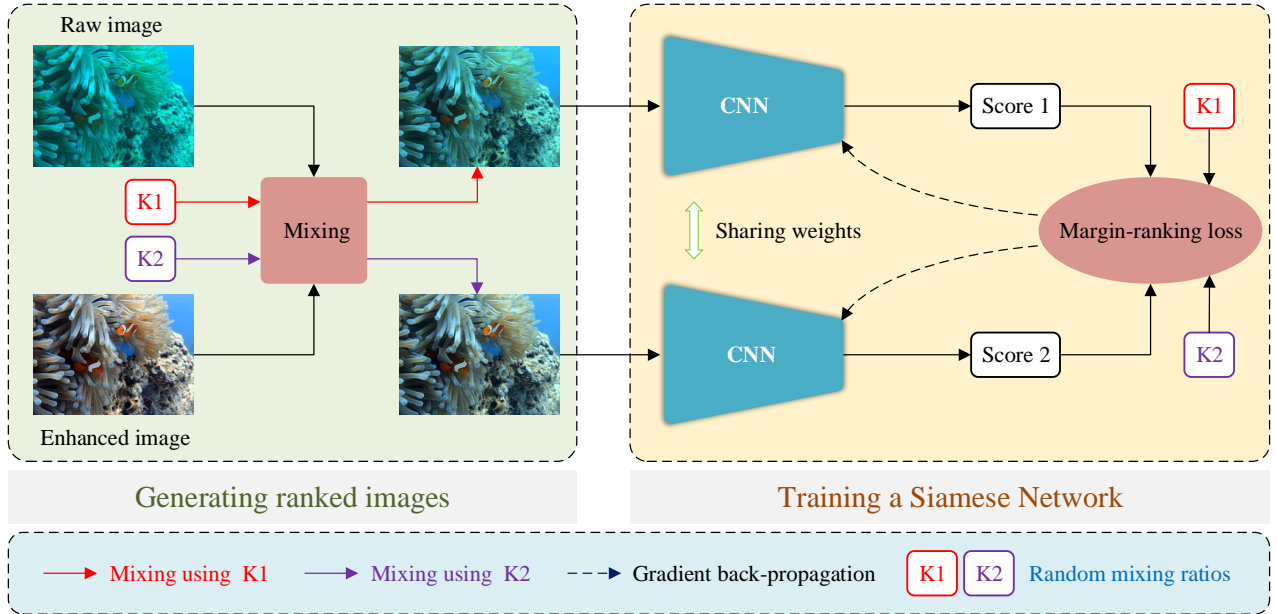 Raw image
K1
Mixing
K2
Enhanced image
CNN
Score 1
K1
Sharing weights
Margin-ranking loss
CNN
Score 2
K2
Generating ranked images
Training a Siamese Network
Mixing using K1
Mixing using K2
Gradient back-propagation
K1
K2
Random mixing ratios